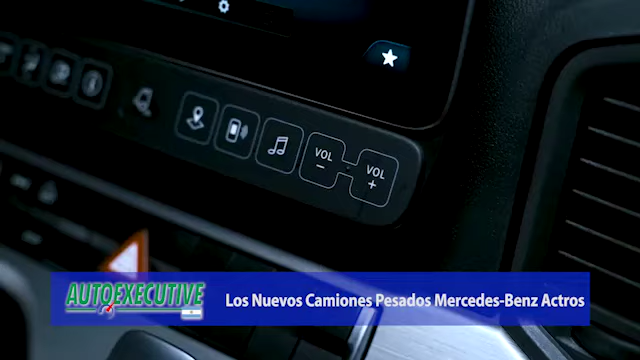 VOL
−
VOL
+
AUTOEXECUTIVE
Los Nuevos Camiones Pesados Mercedes-Benz Actros